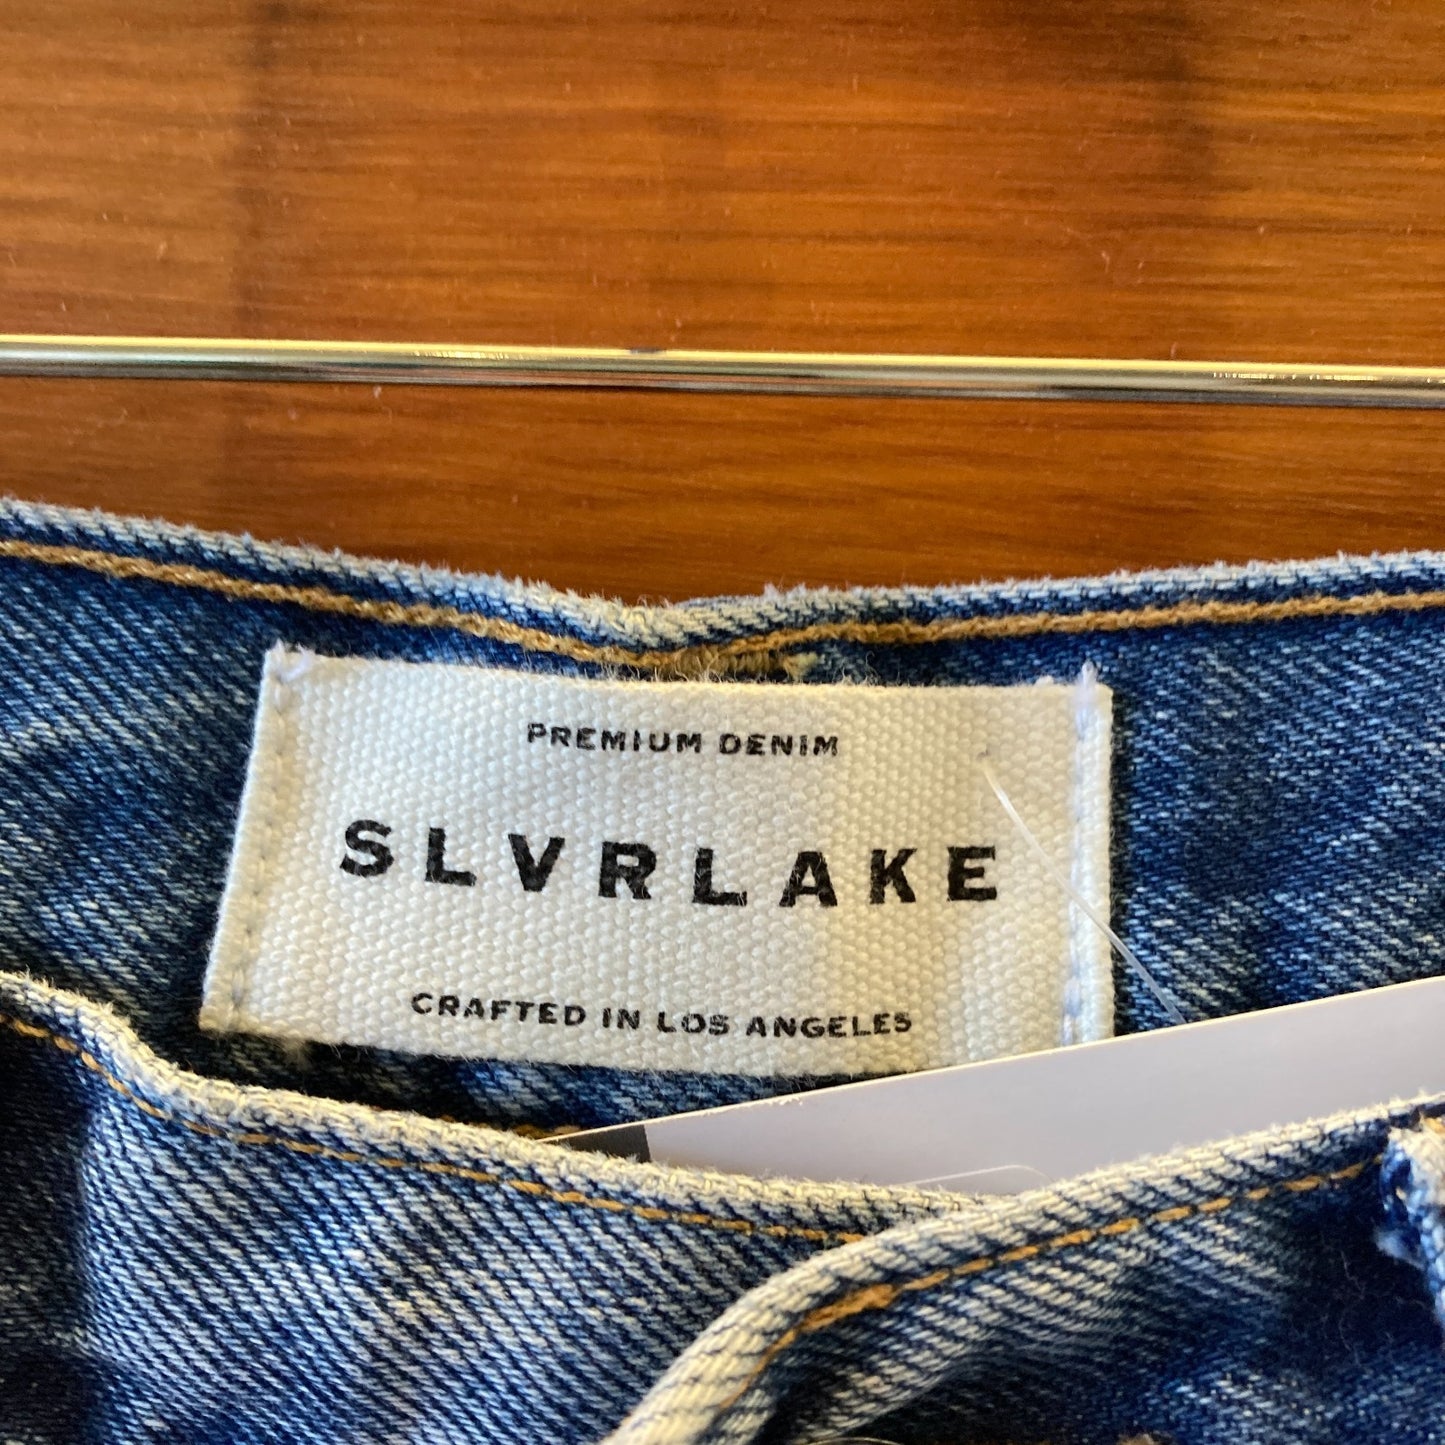 PREMIUM DENIM
SLVRLAKE
CRAFTED IN LOS ANGELES